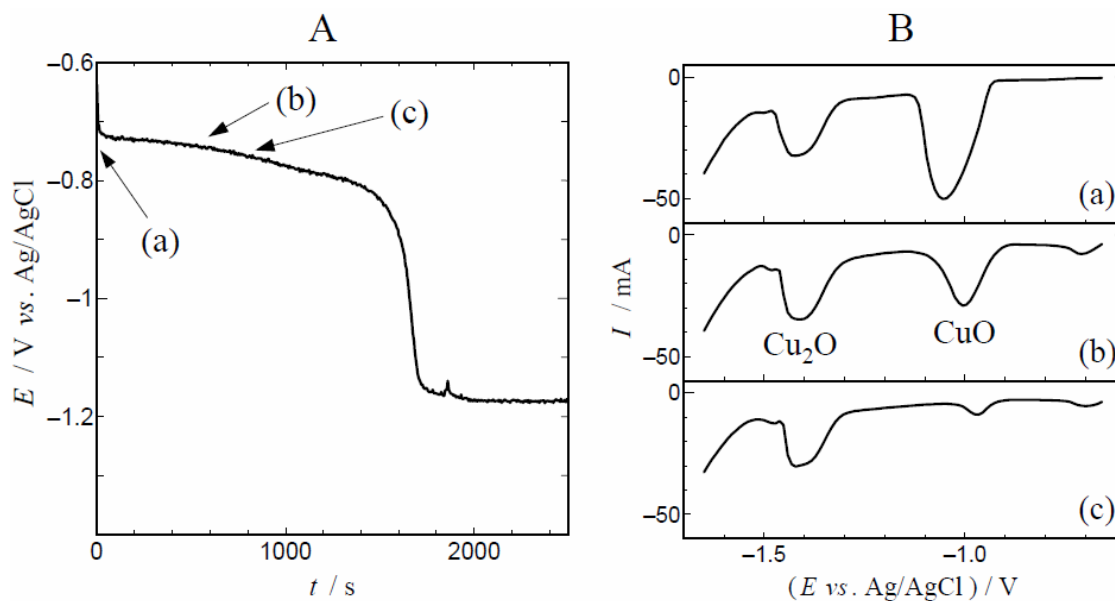 A
B
−0.6
−0.8
−1
−1.2
E / V vs. Ag/AgCl
(a)
(b)
(c)
0
1000
2000
t / s
0
−50
(a)
0
−50
Cu₂O
CuO
(b)
0
−50
(c)
I / mA
−1.5
−1.0
(E vs. Ag/AgCl) / V